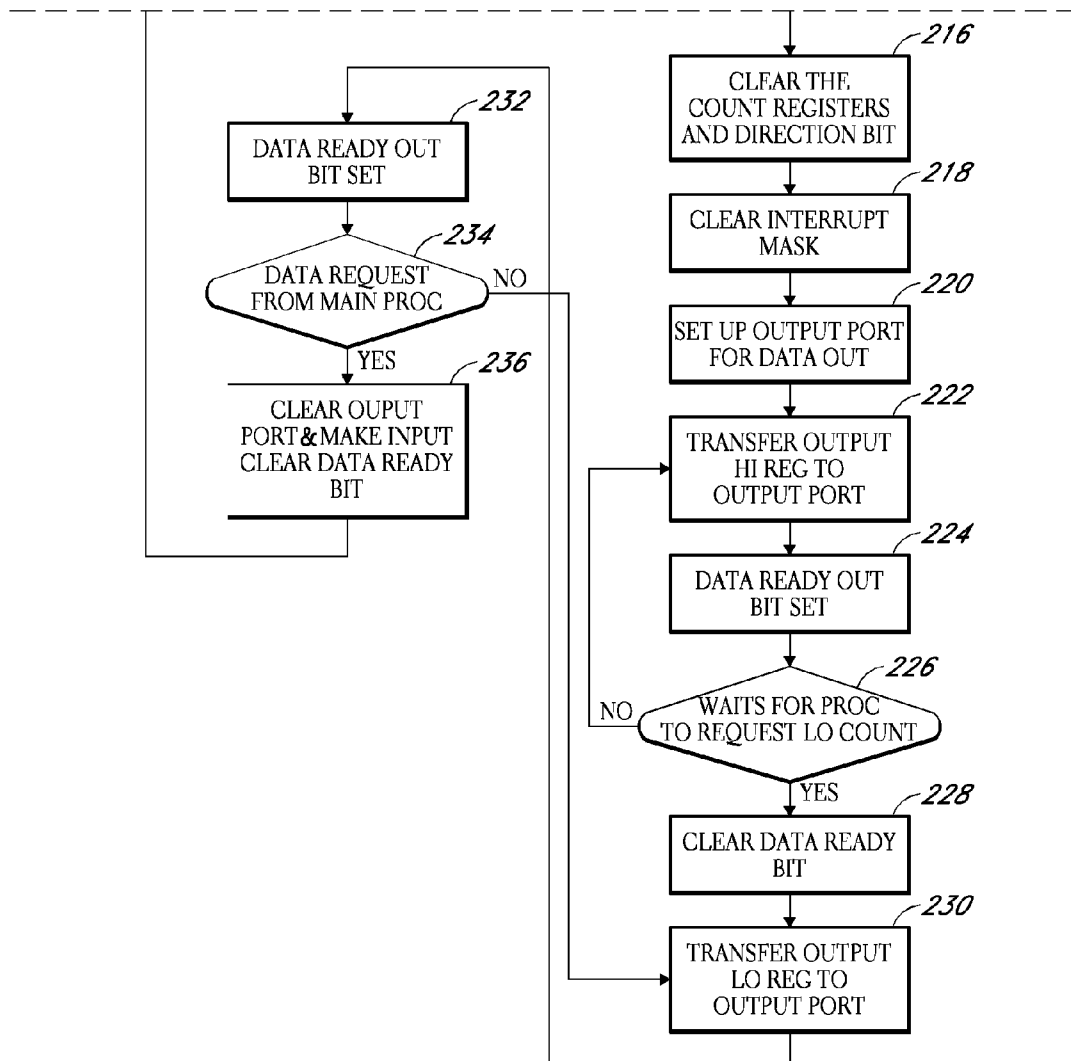 216
CLEAR THE
COUNT REGISTERS
AND DIRECTION BIT
218
CLEAR INTERRUPT
MASK
220
SET UP OUTPUT PORT
FOR DATA OUT
222
TRANSFER OUTPUT
HI REG TO
OUTPUT PORT
224
DATA READY OUT
BIT SET
226
WAITS FOR PROC
TO REQUEST LO COUNT
NO
YES
228
CLEAR DATA READY
BIT
230
TRANSFER OUTPUT
LO REG TO
OUTPUT PORT
232
DATA READY OUT
BIT SET
234
DATA REQUEST
FROM MAIN PROC
NO
YES
236
CLEAR OUPUT
PORT&MAKE INPUT
CLEAR DATA READY
BIT